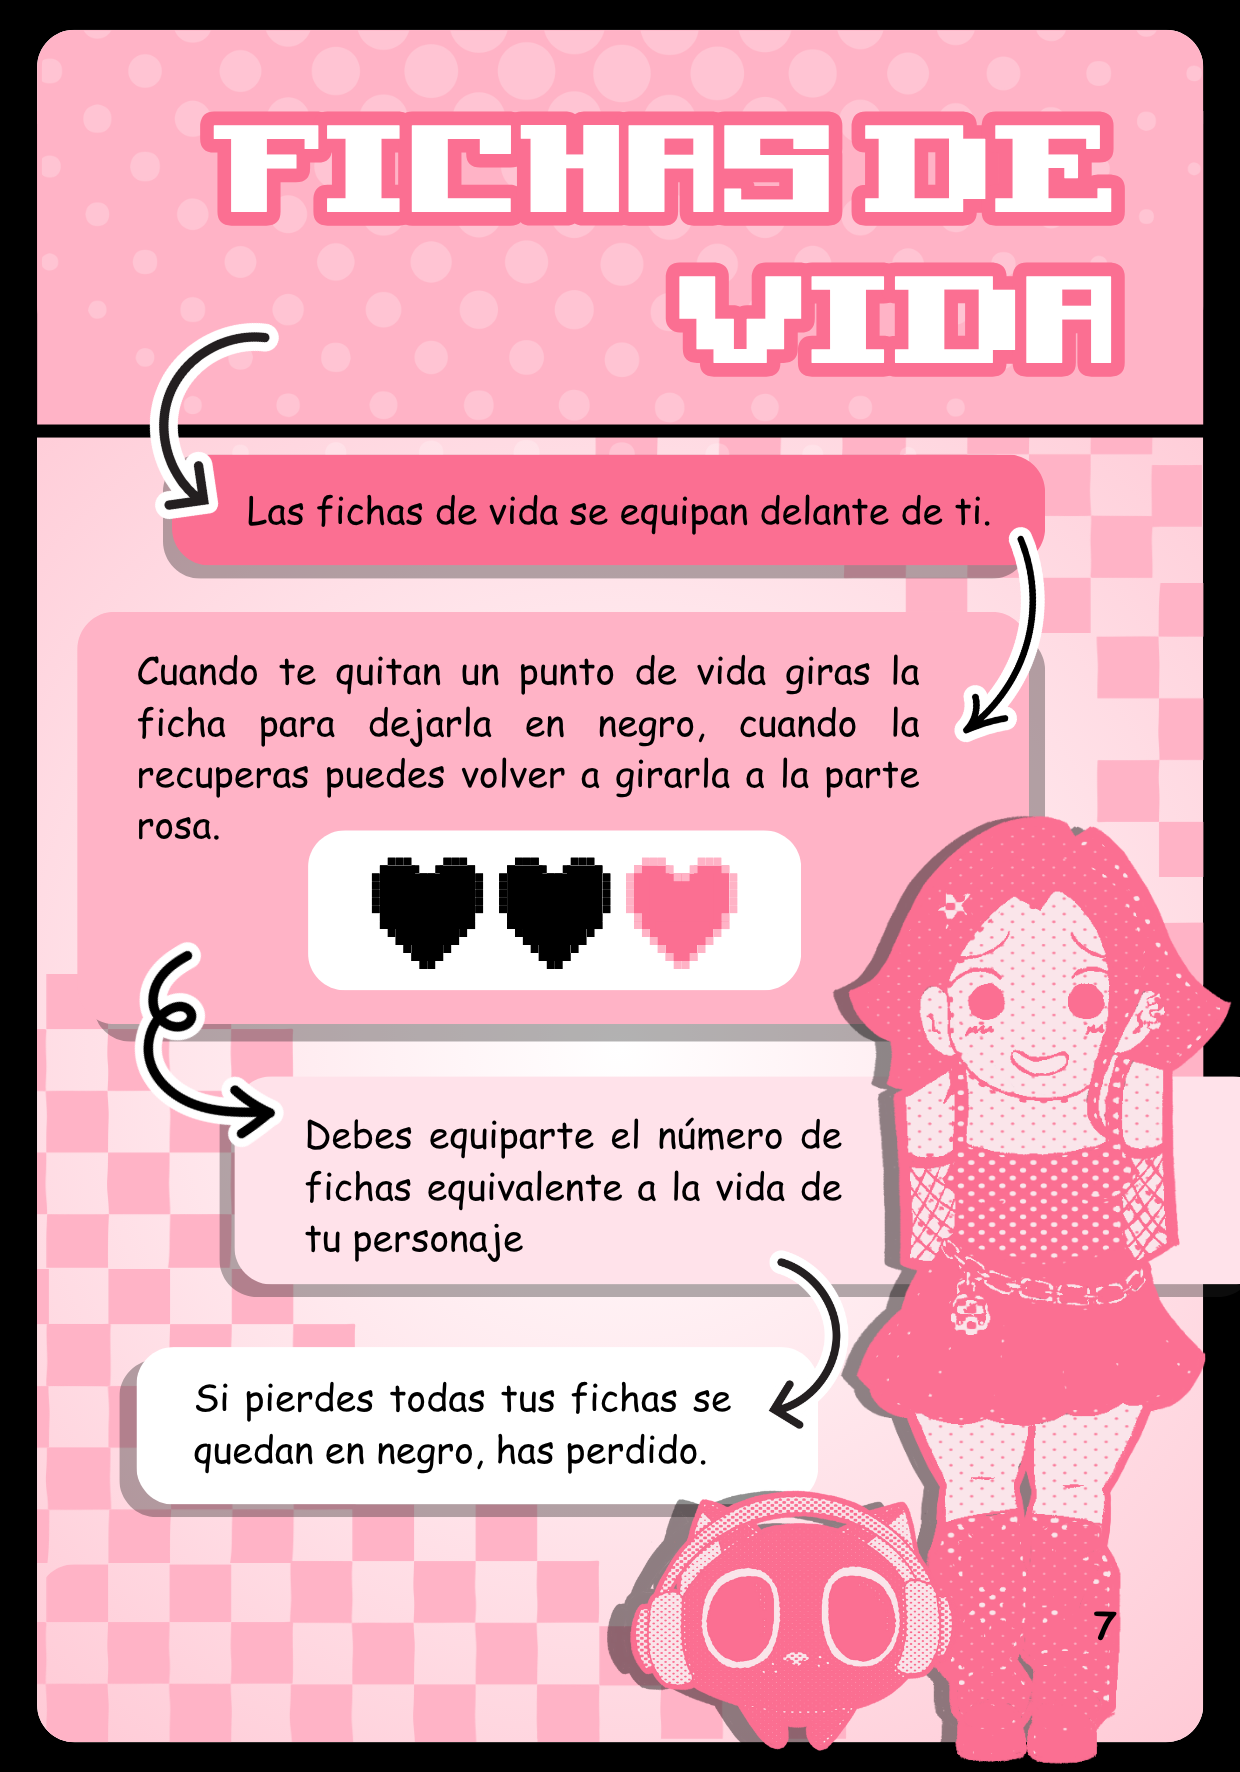 FICHAS DE
VIDA
Las fichas de vida se equipan delante de ti.
Cuando te quitan un punto de vida giras la
ficha para dejarla en negro, cuando la
recuperas puedes volver a girarla a la parte
rosa.
Debes equiparte el número de
fichas equivalente a la vida de
tu personaje
Si pierdes todas tus fichas se
quedan en negro, has perdido.
7